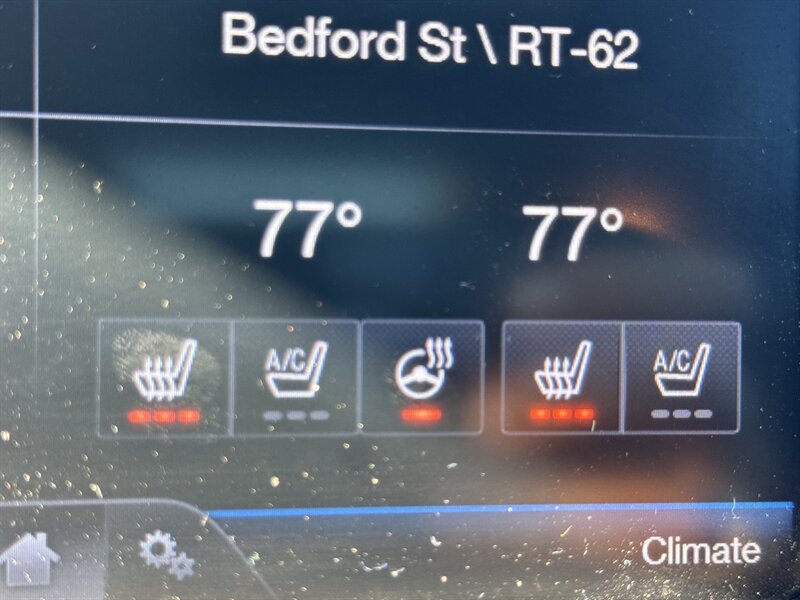 Bedford St \ RT-62
77° 77°
A/C A/C
Climate